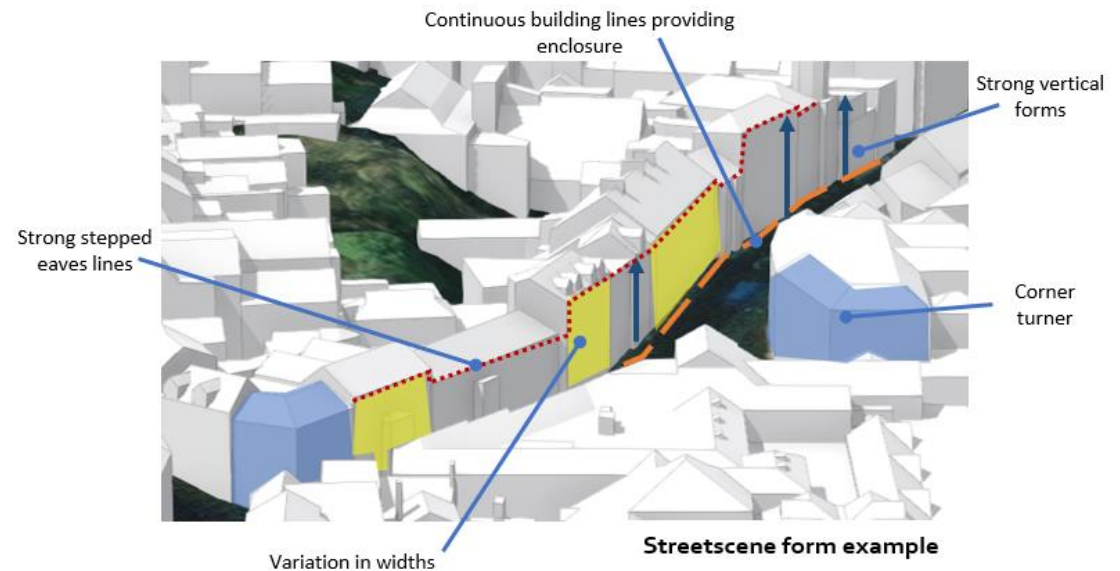 Continuous building lines providing
enclosure
Strong vertical
forms
Strong stepped
eaves lines
Corner
turner
Variation in widths
Streetscene form example